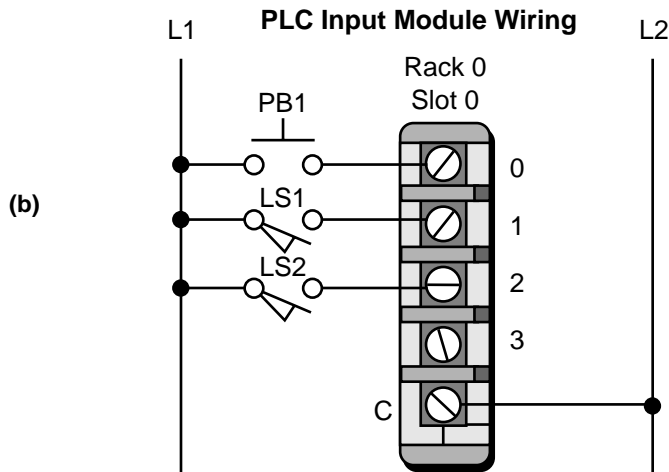 PLC Input Module Wiring
L1
L2
Rack 0
Slot 0
PB1
0
(b)
LS1
1
LS2
2
3
C